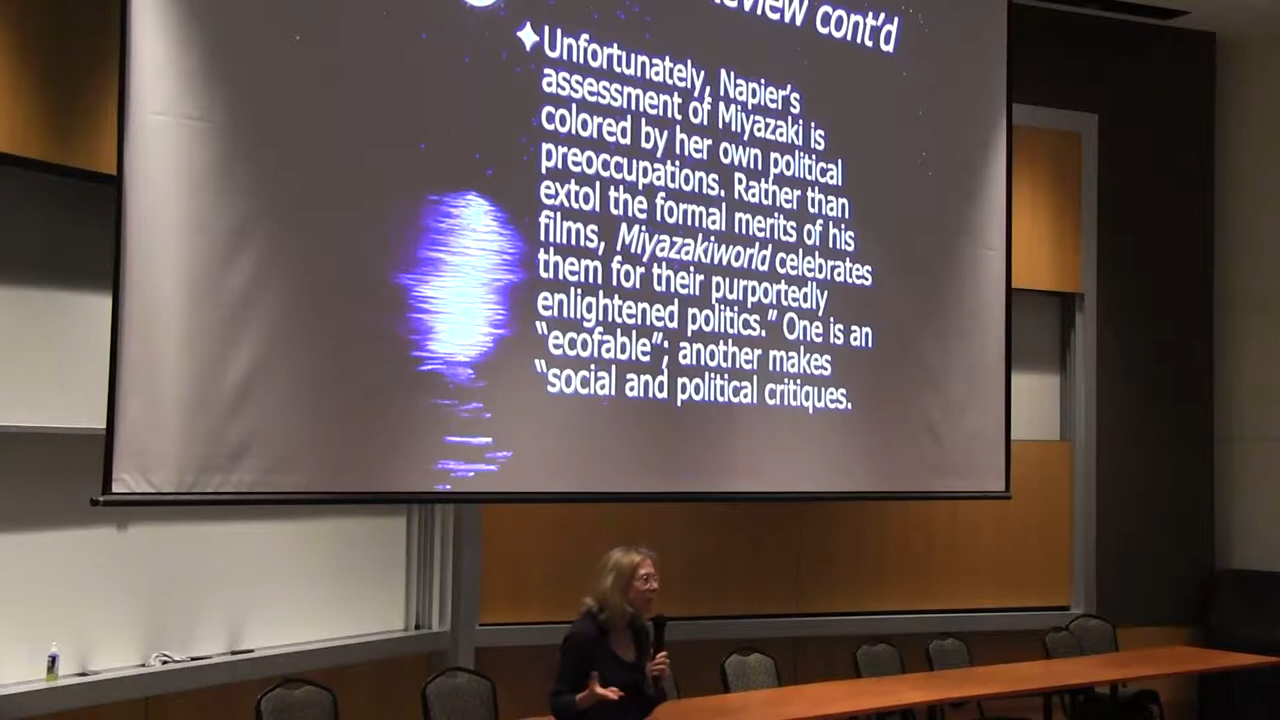 cont'd
Unfortunately, Napier's
assessment of Miyazaki is
colored by her own political
preoccupations. Rather than
extol the formal merits of his
films, Miyazakiworld celebrates
them for their purportedly
enlightened politics.” One is an
“ecofable”; another makes
“social and political critiques.